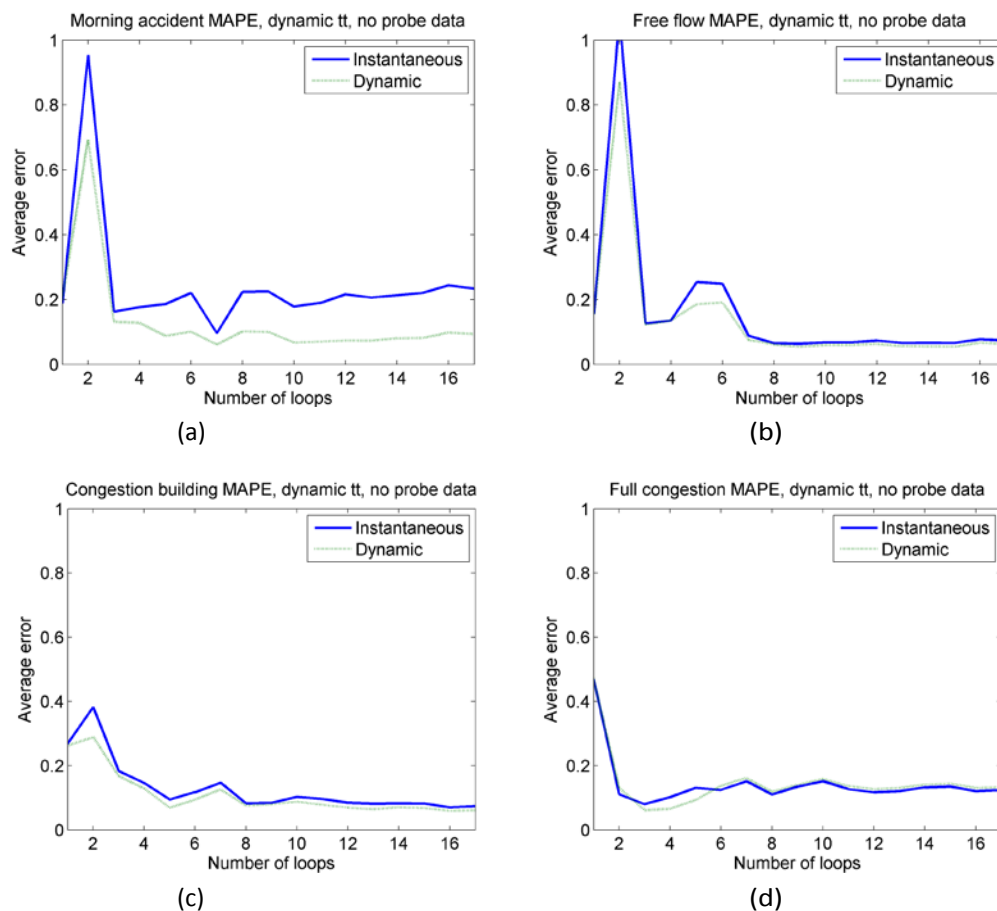 Morning accident MAPE, dynamic tt, no probe data
1
0.8
0.6
0.4
0.2
0
Average error
Instantaneous
Dynamic
2 4 6 8 10 12 14 16
Number of loops
(a)
Free flow MAPE, dynamic tt, no probe data
1
0.8
0.6
0.4
0.2
0
Average error
Instantaneous
Dynamic
2 4 6 8 10 12 14 16
Number of loops
(b)
Congestion building MAPE, dynamic tt, no probe data
1
0.8
0.6
0.4
0.2
0
Average error
Instantaneous
Dynamic
2 4 6 8 10 12 14 16
Number of loops
(c)
Full congestion MAPE, dynamic tt, no probe data
1
0.8
0.6
0.4
0.2
0
Average error
Instantaneous
Dynamic
2 4 6 8 10 12 14 16
Number of loops
(d)